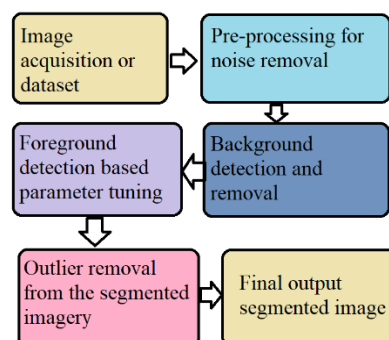 Image
acquisition or
dataset
Pre-processing for
noise removal
Background
detection and
removal
Foreground
detection based
parameter tuning
Outlier removal
from the segmented
imagery
Final output
segmented image